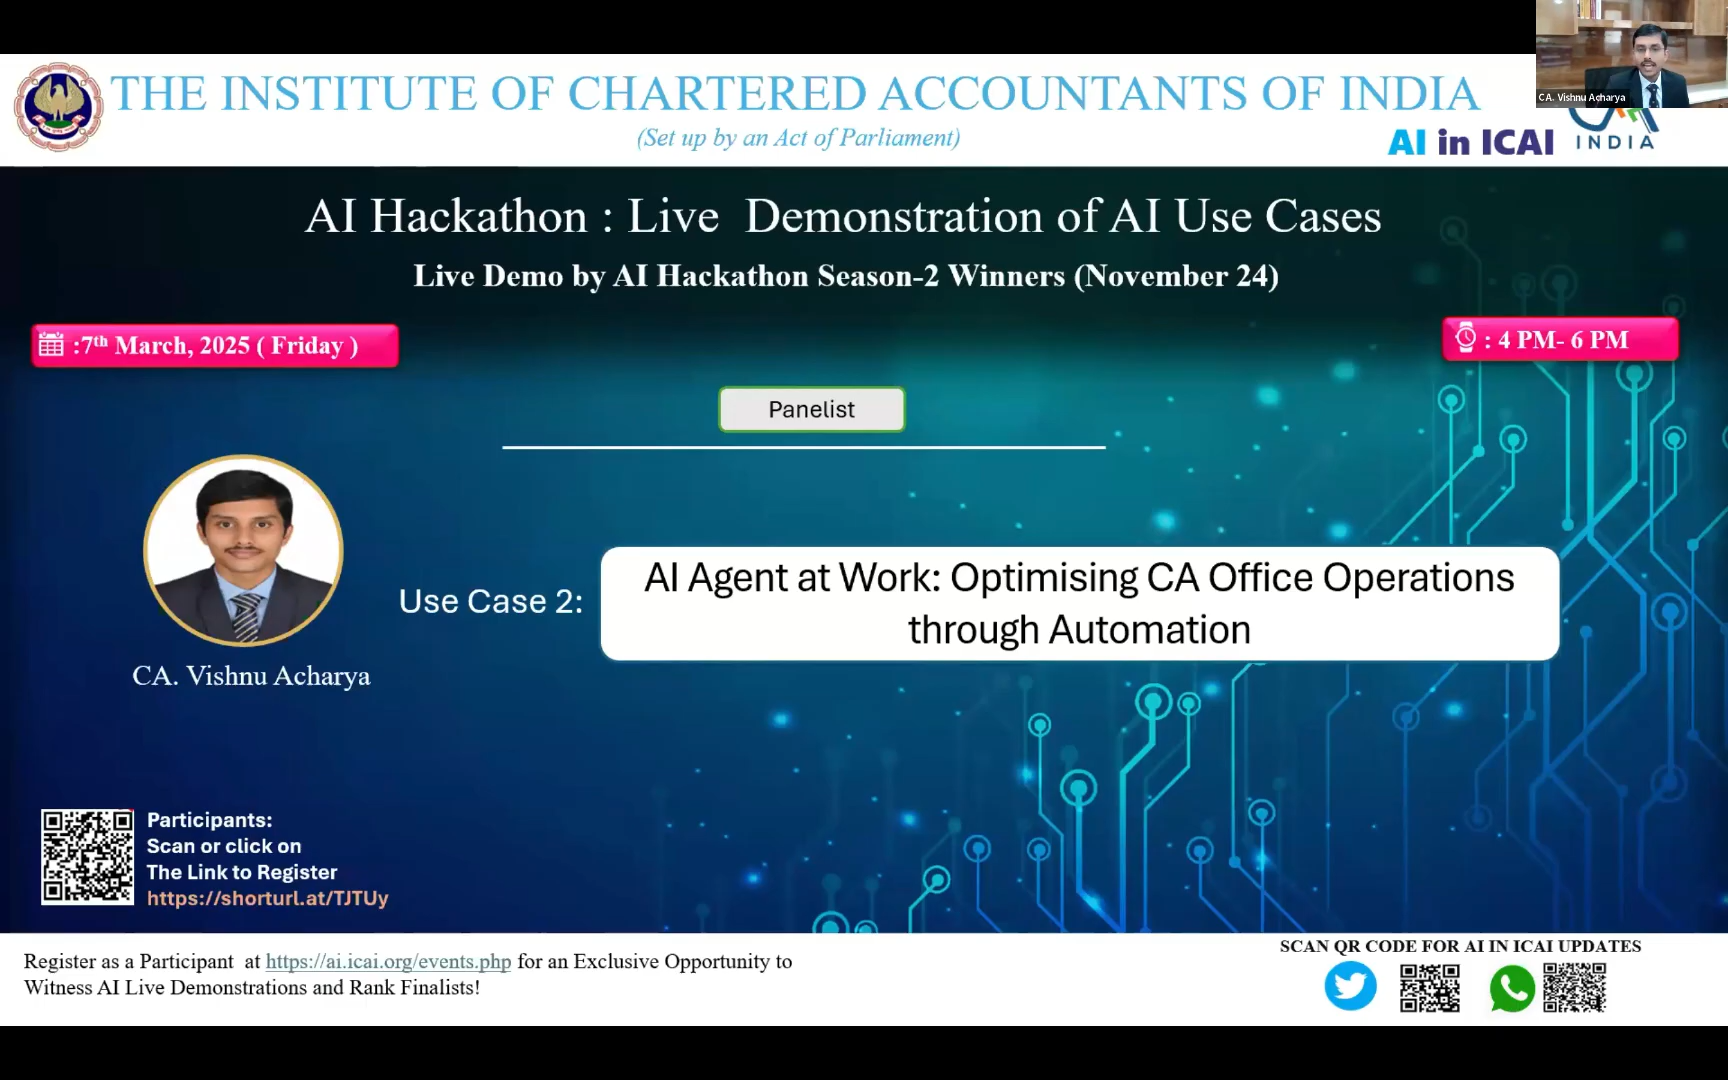 THE INSTITUTE OF CHARTERED ACCOUNTANTS OF INDIA
(Set up by an Act of Parliament)
CA. Vishnu Acharya
AI in ICAI
CA
INDIA
AI Hackathon : Live Demonstration of AI Use Cases
Live Demo by AI Hackathon Season-2 Winners (November 24)
:7th March, 2025 ( Friday )
: 4 PM- 6 PM
Panelist
Use Case 2:
AI Agent at Work: Optimising CA Office Operations
through Automation
CA. Vishnu Acharya
Participants:
Scan or click on
The Link to Register
https://shorturl.at/TJTUy
Register as a Participant at https://ai.icai.org/events.php for an Exclusive Opportunity to
Witness AI Live Demonstrations and Rank Finalists!
SCAN QR CODE FOR AI IN ICAI UPDATES